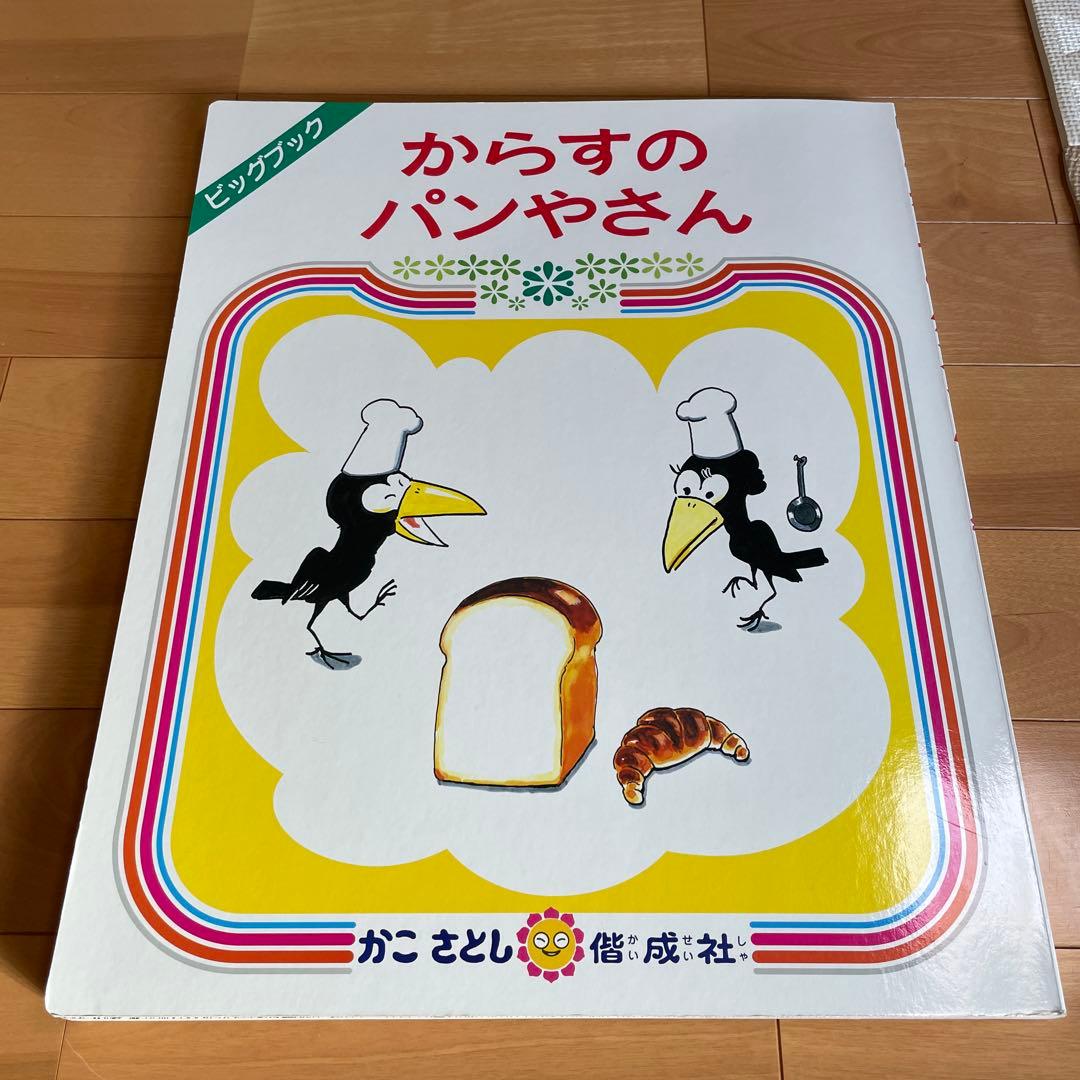 ビッグブック
からすの
パンやさん
かこ さとし 偕成社
かい せい しゃ